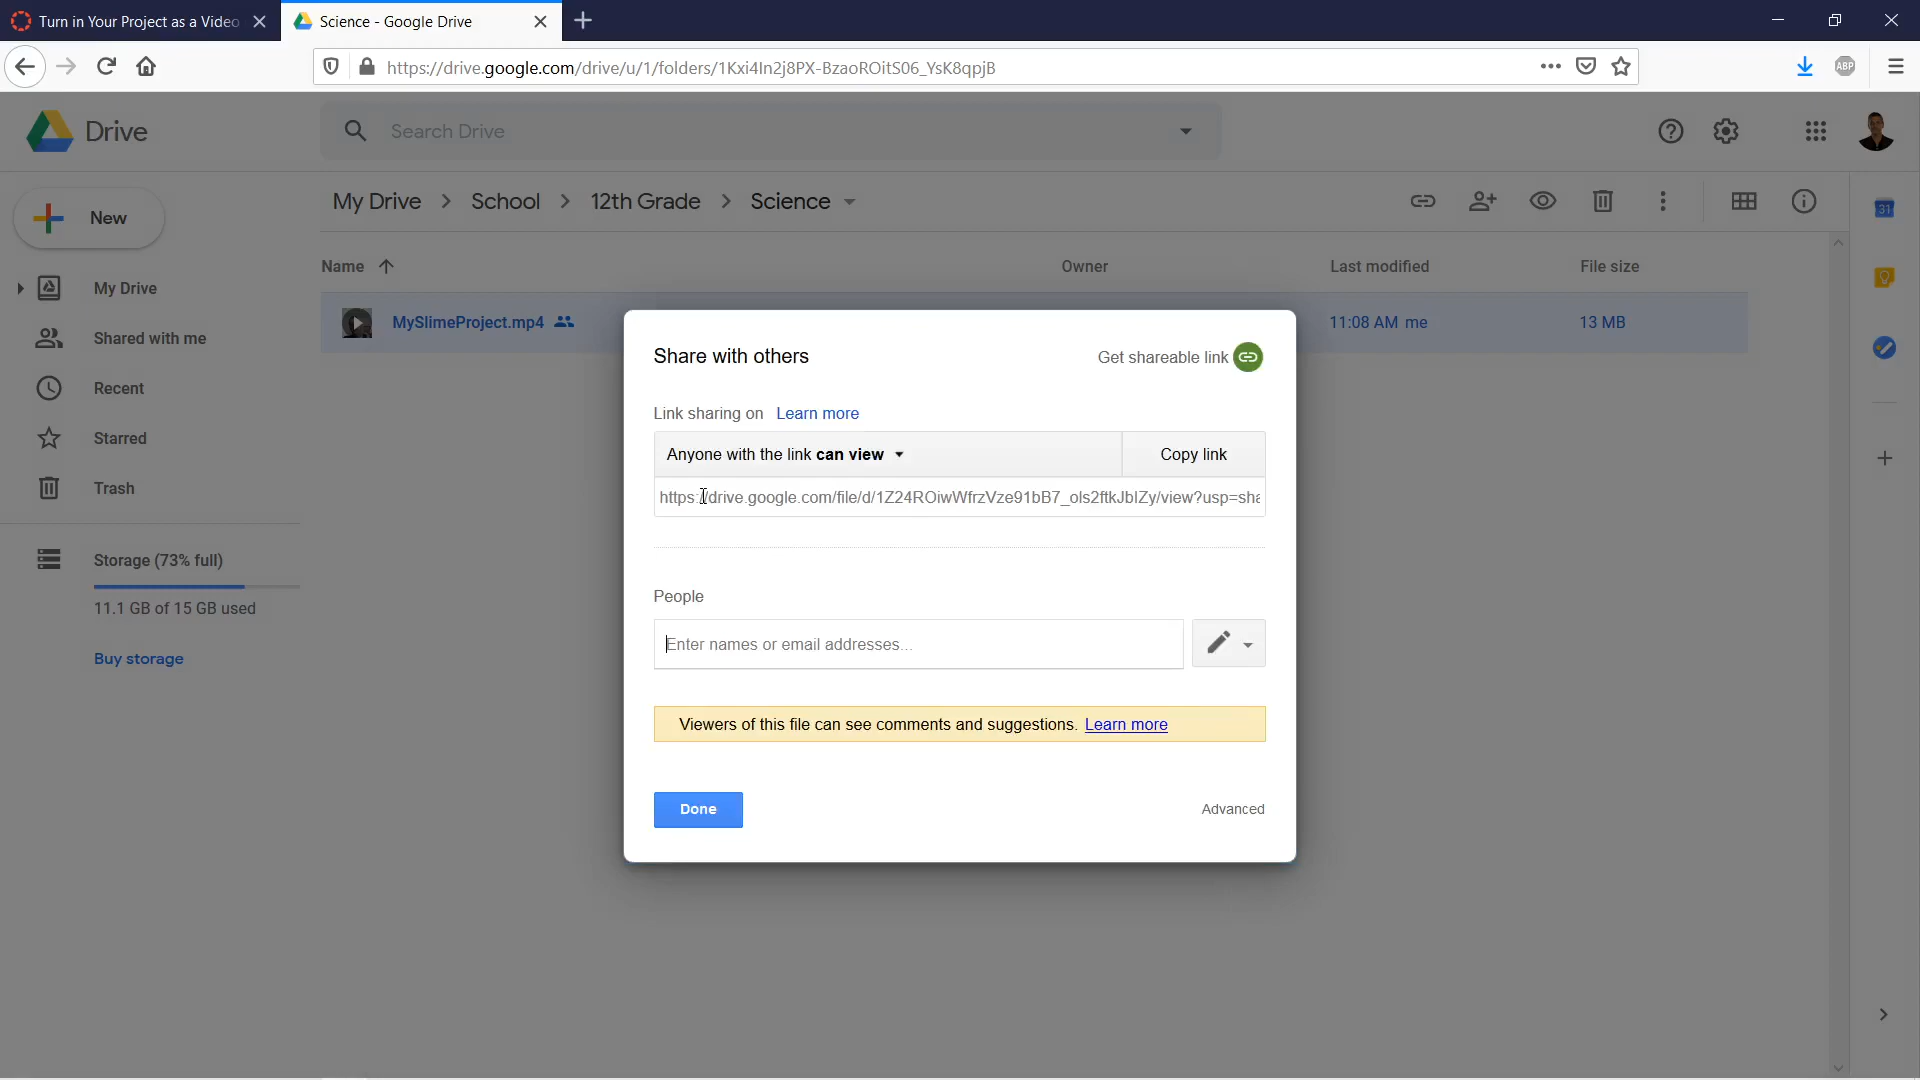 Turn in Your Project as a Video
Science - Google Drive
https://drive.google.com/drive/u/1/folders/1Kxi4In2j8PX-BzaoROitS06_YsK8qpjB
ABP
Drive
Search Drive
New
My Drive > School > 12th Grade > Science
31
Name
Owner
Last modified
File size
My Drive
Shared with me
Recent
Starred
Trash
Storage (73% full)
11.1 GB of 15 GB used
Buy storage
MySlimeProject.mp4
11:08 AM me
13 MB
Share with others
Get shareable link
Link sharing on Learn more
Anyone with the link can view
Copy link
https://drive.google.com/file/d/1Z24ROiwWfrzVze91bB7_ols2ftkJbIZy/view?usp=sha
People
Enter names or email addresses...
Viewers of this file can see comments and suggestions. Learn more
Done
Advanced